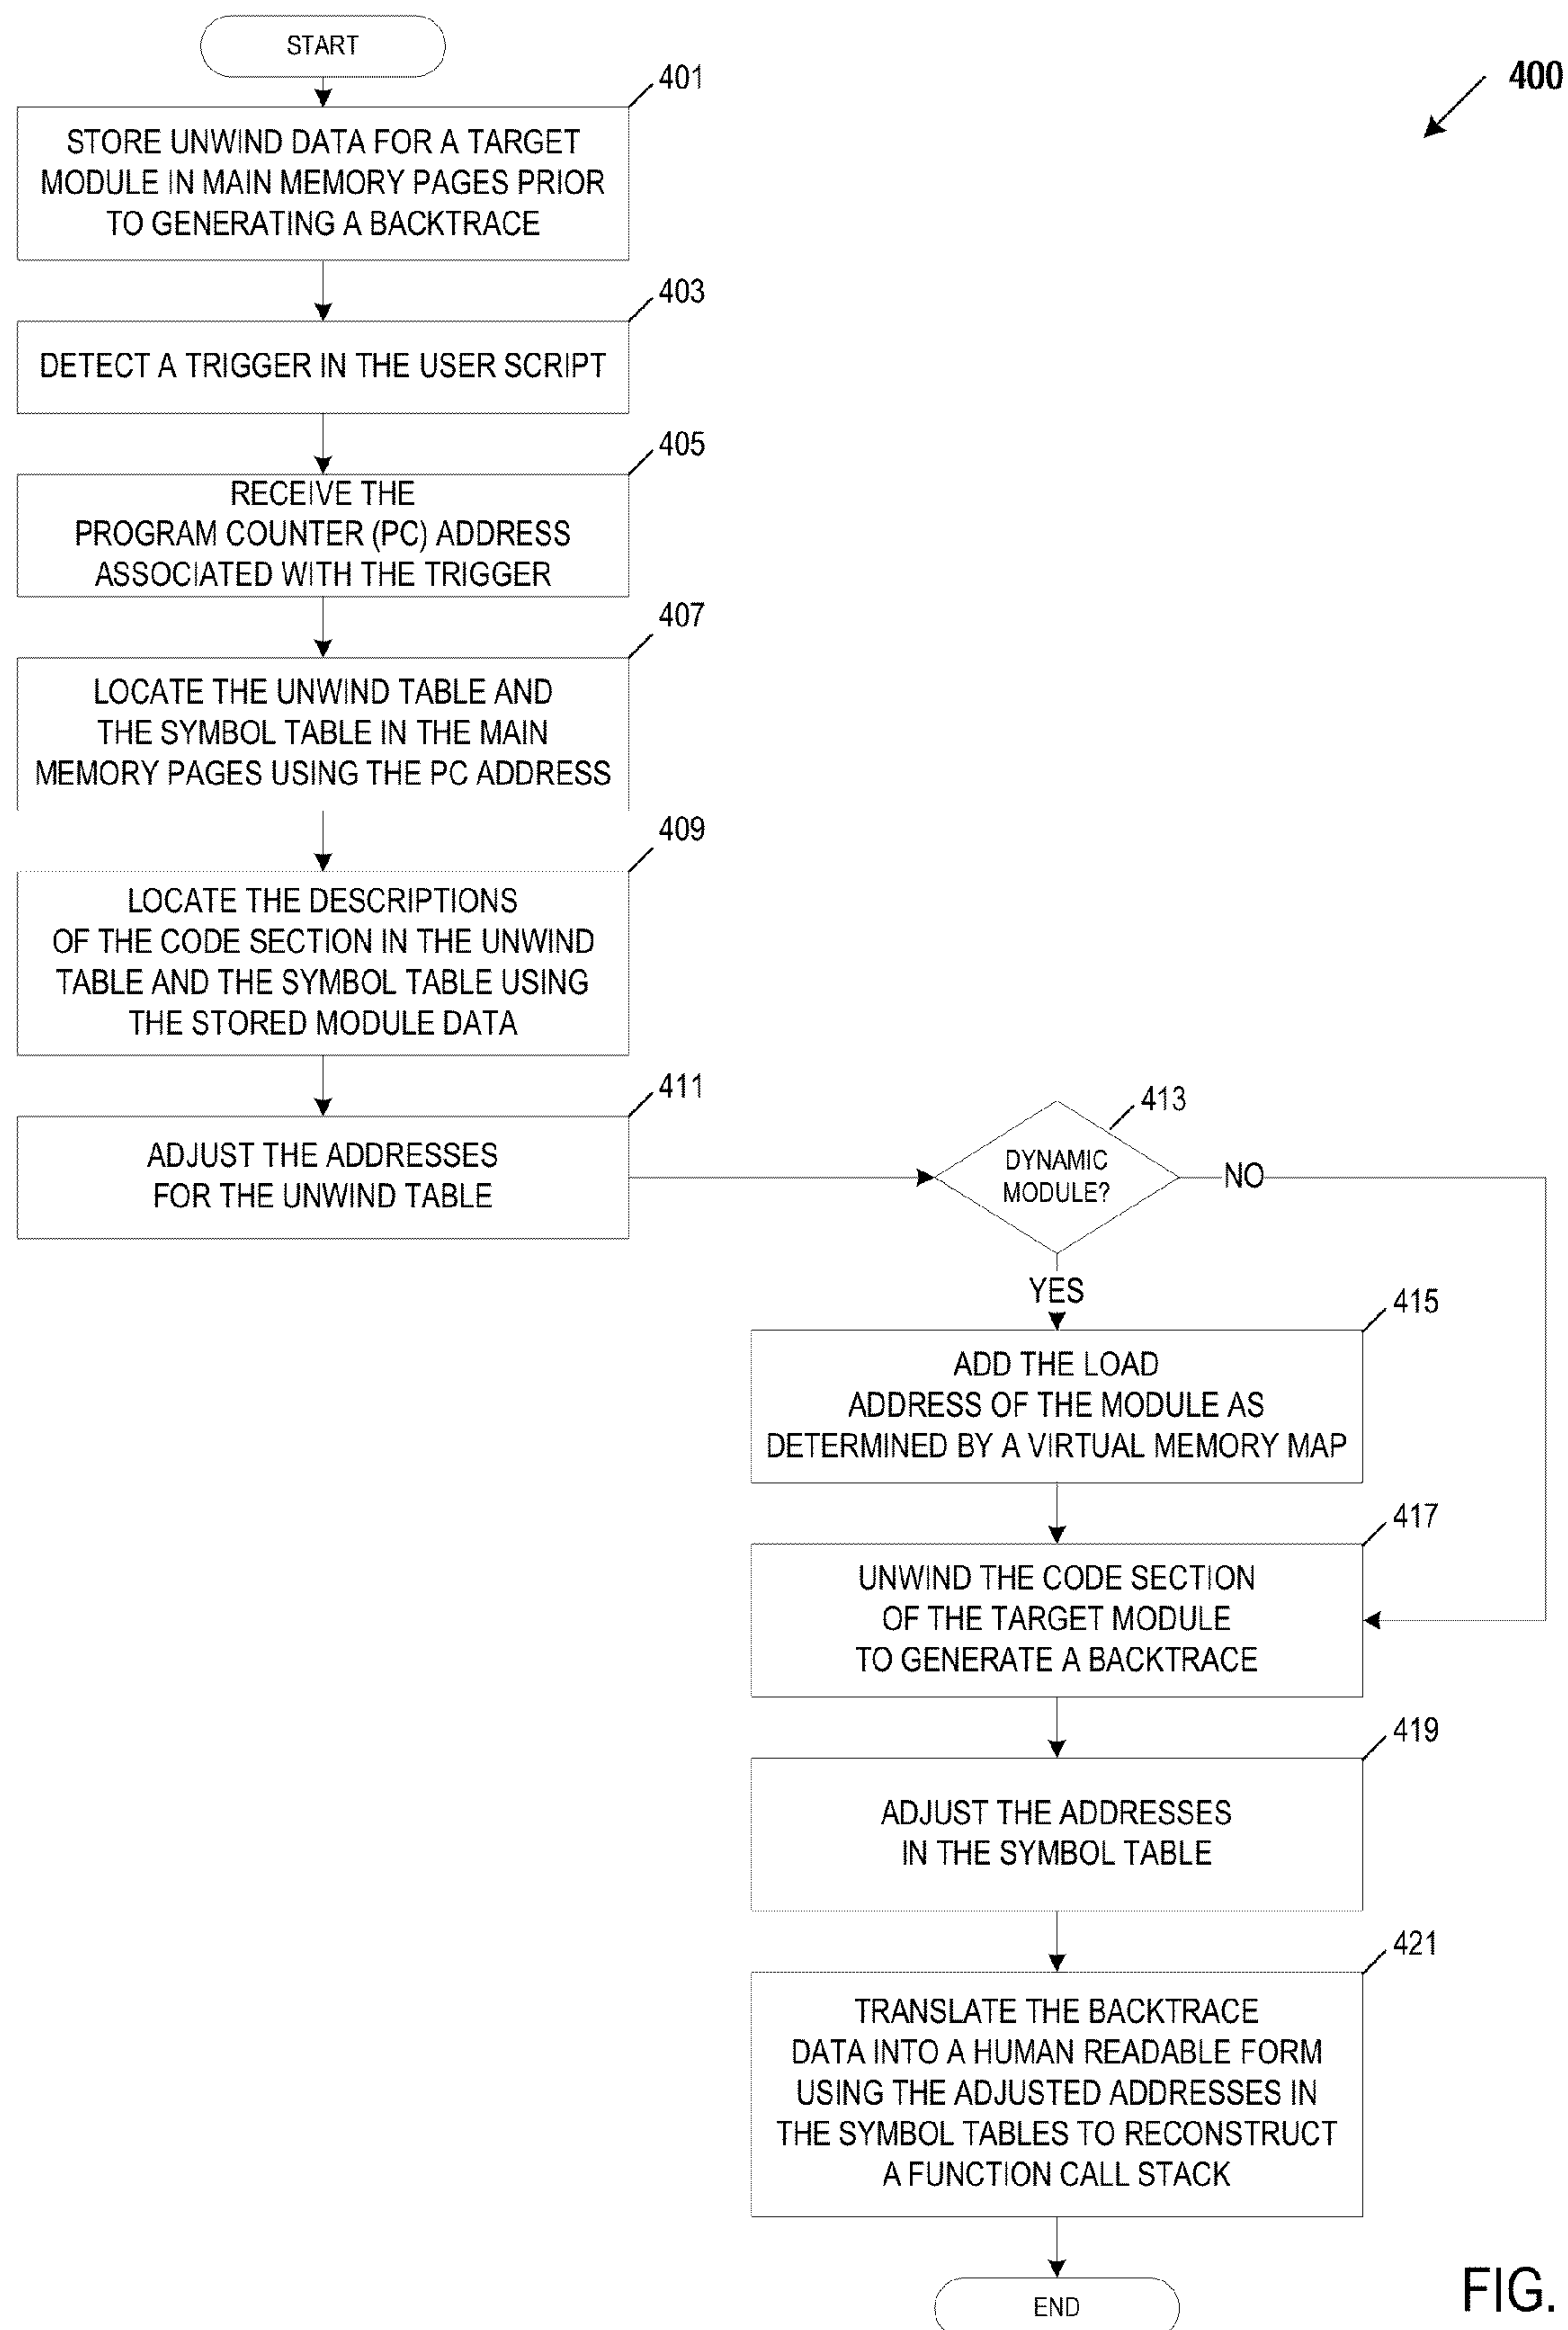 START
400
401
STORE UNWIND DATA FOR A TARGET
MODULE IN MAIN MEMORY PAGES PRIOR
TO GENERATING A BACKTRACE
403
DETECT A TRIGGER IN THE USER SCRIPT
405
RECEIVE THE
PROGRAM COUNTER (PC) ADDRESS
ASSOCIATED WITH THE TRIGGER
407
LOCATE THE UNWIND TABLE AND
THE SYMBOL TABLE IN THE MAIN
MEMORY PAGES USING THE PC ADDRESS
409
LOCATE THE DESCRIPTIONS
OF THE CODE SECTION IN THE UNWIND
TABLE AND THE SYMBOL TABLE USING
THE STORED MODULE DATA
411
ADJUST THE ADDRESSES
FOR THE UNWIND TABLE
413
DYNAMIC
MODULE?
NO
YES
415
ADD THE LOAD
ADDRESS OF THE MODULE AS
DETERMINED BY A VIRTUAL MEMORY MAP
417
UNWIND THE CODE SECTION
OF THE TARGET MODULE
TO GENERATE A BACKTRACE
419
ADJUST THE ADDRESSES
IN THE SYMBOL TABLE
421
TRANSLATE THE BACKTRACE
DATA INTO A HUMAN READABLE FORM
USING THE ADJUSTED ADDRESSES IN
THE SYMBOL TABLES TO RECONSTRUCT
A FUNCTION CALL STACK
END
FIG.